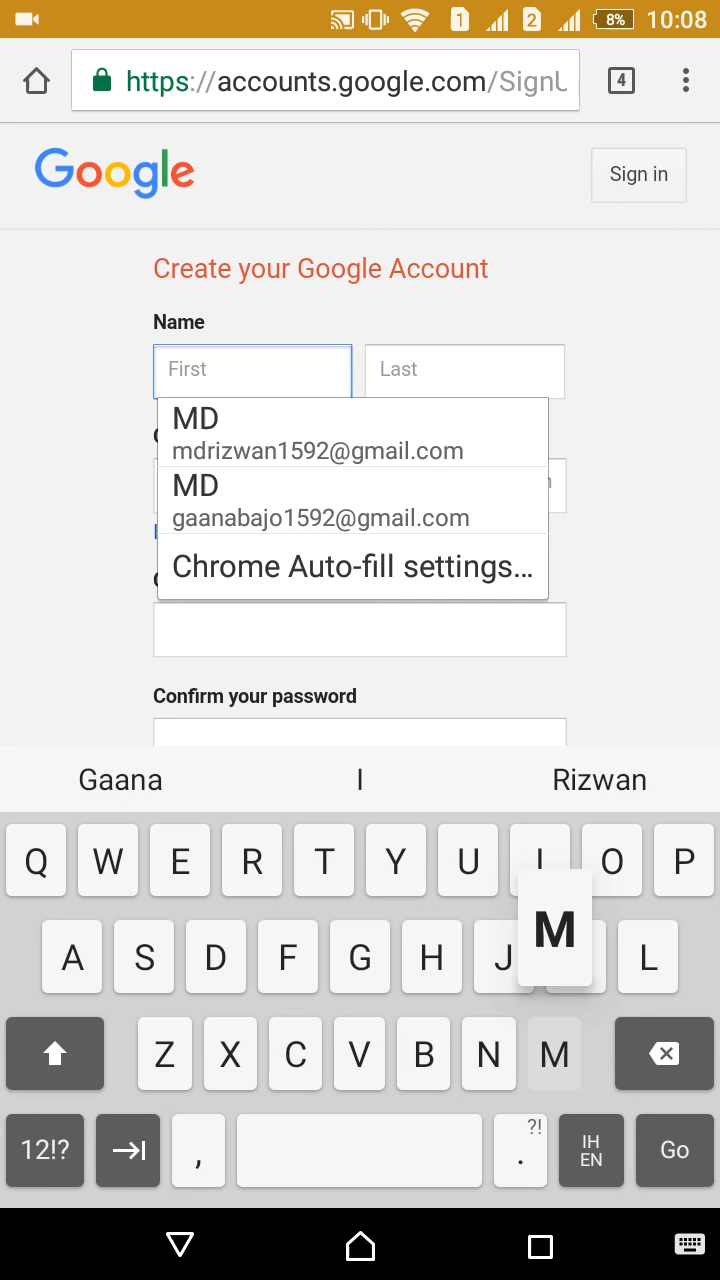 1 2 8% 10:08
https://accounts.google.com/SignU
4
Google
Sign in
Create your Google Account
Name
First Last
MD
mdrizwan1592@gmail.com
MD
gaanabajo1592@gmail.com
Chrome Auto-fill settings...
Confirm your password
Gaana I Rizwan
Q W E R T Y U I O P
A S D F G H J L
M
Z X C V B N M
12!? , ?! . IH EN Go